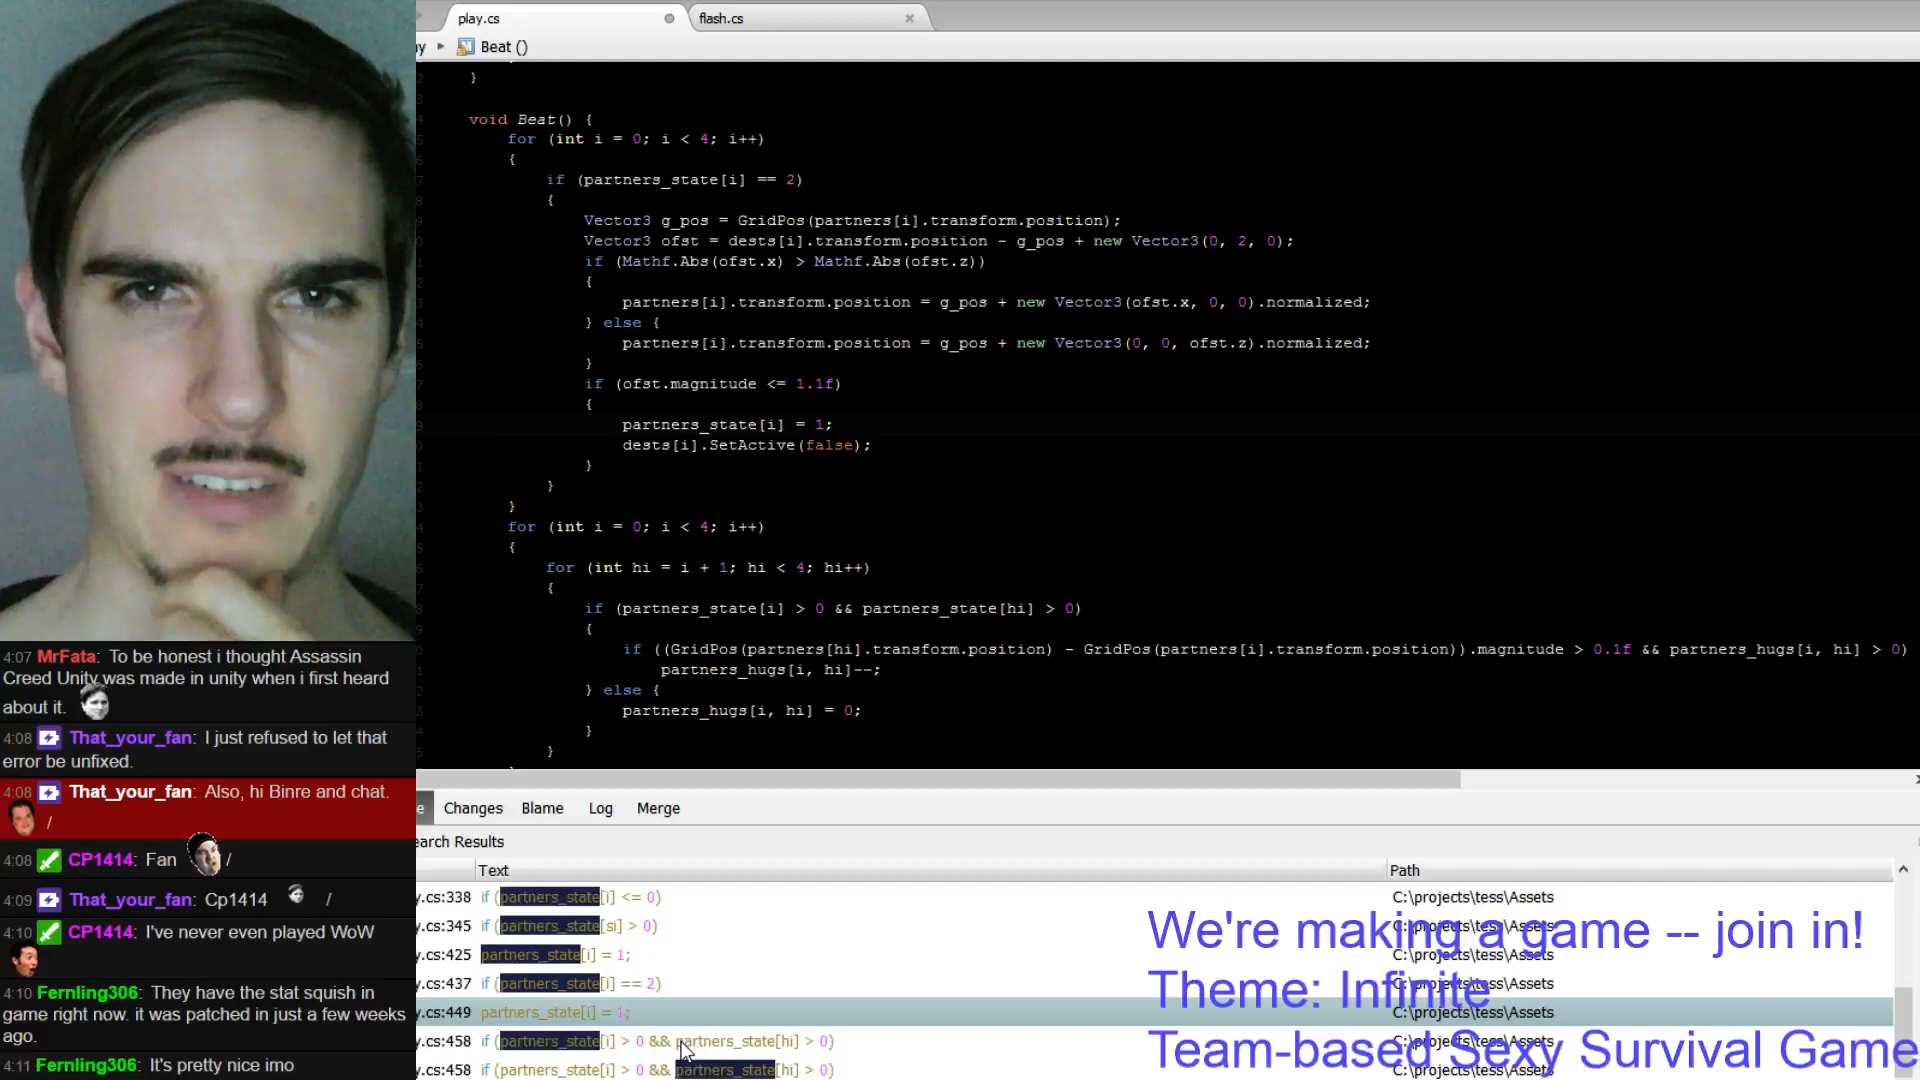 play.cs
flash.cs
Beat ()
}
void Beat() {
for (int i = 0; i < 4; i++)
{
if (partners_state[i] == 2)
{
Vector3 g_pos = GridPos(partners[i].transform.position);
Vector3 ofst = dests[i].transform.position - g_pos + new Vector3(0, 2, 0);
if (Mathf.Abs(ofst.x) > Mathf.Abs(ofst.z))
{
partners[i].transform.position = g_pos + new Vector3(ofst.x, 0, 0).normalized;
} else {
partners[i].transform.position = g_pos + new Vector3(0, 0, ofst.z).normalized;
}
if (ofst.magnitude <= 1.1f)
{
partners_state[i] = 1;
dests[i].SetActive(false);
}
}
}
for (int i = 0; i < 4; i++)
{
for (int hi = i + 1; hi < 4; hi++)
{
if (partners_state[i] > 0 && partners_state[hi] > 0)
{
if ((GridPos(partners[hi].transform.position) - GridPos(partners[i].transform.position)).magnitude > 0.1f && partners_hugs[i, hi] > 0)
partners_hugs[i, hi]--;
} else {
partners_hugs[i, hi] = 0;
}
}
4:07 MrFata: To be honest i thought Assassin
Creed Unity was made in unity when i first heard
about it.
4:08 That_your_fan: I just refused to let that
error be unfixed.
4:08 That_your_fan: Also, hi Binre and chat.
/
4:08 CP1414: Fan /
4:09 That_your_fan: Cp1414 /
4:10 CP1414: I've never even played WoW
4:10 Fernling306: They have the stat squish in
game right now. it was patched in just a few weeks
ago.
4:11 Fernling306: It's pretty nice imo
Changes Blame Log Merge
earch Results
Text Path
y.cs:338 if (partners_state[i] <= 0) C:\projects\tess\Assets
y.cs:345 if (partners_state[si] > 0) C:\projects\tess\Assets
y.cs:425 partners_state[i] = 1; C:\projects\tess\Assets
y.cs:437 if (partners_state[i] == 2) C:\projects\tess\Assets
y.cs:449 partners_state[i] = 1; C:\projects\tess\Assets
y.cs:458 if (partners_state[i] > 0 && partners_state[hi] > 0)
y.cs:458 if (partners_state[i] > 0 && partners_state[hi] > 0)
We're making a game -- join in!
Theme: Infinite
Team-based Sexy Survival Game